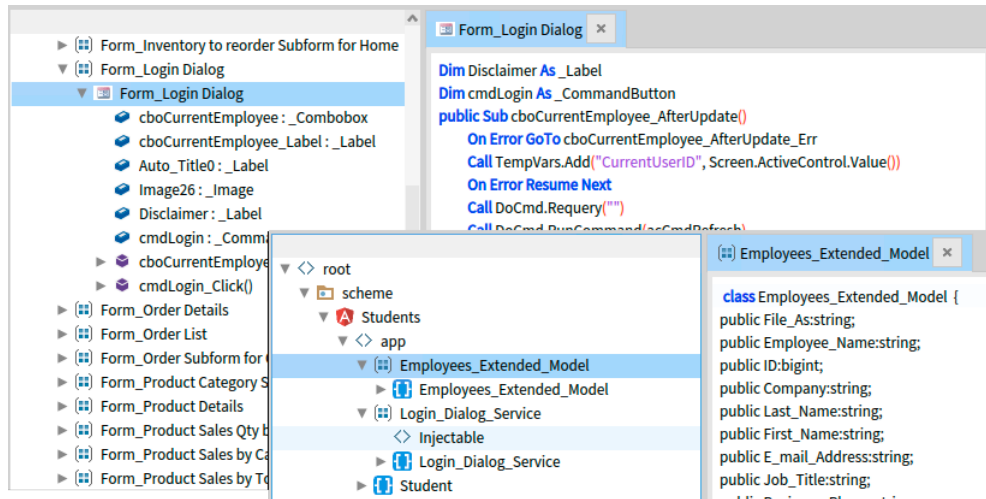 Form_Inventory to reorder Subform for Home
Form_Login Dialog
Form_Login Dialog
cboCurrentEmployee : _Combobox
cboCurrentEmployee_Label : _Label
Auto_Title0 : _Label
Image26 : _Image
Disclaimer : _Label
cmdLogin : _Comma
cboCurrentEmploye
cmdLogin_Click()
Form_Order Details
Form_Order List
Form_Order Subform for
Form_Product Category S
Form_Product Details
Form_Product Sales Qty b
Form_Product Sales by Ca
Form_Product Sales by To
Form_Login Dialog
Dim Disclaimer As _Label
Dim cmdLogin As _CommandButton
public Sub cboCurrentEmployee_AfterUpdate()
On Error GoTo cboCurrentEmployee_AfterUpdate_Err
Call TempVars.Add("CurrentUserID", Screen.ActiveControl.Value())
On Error Resume Next
Call DoCmd.Requery("")
Call DoCmd.RunCommand(acCmdRefresh)
root
scheme
Students
app
Employees_Extended_Model
Employees_Extended_Model
Login_Dialog_Service
Injectable
Login_Dialog_Service
Student
Employees_Extended_Model
class Employees_Extended_Model {
public File_As:string;
public Employee_Name:string;
public ID:bigint;
public Company:string;
public Last_Name:string;
public First_Name:string;
public E_mail_Address:string;
public Job_Title:string;